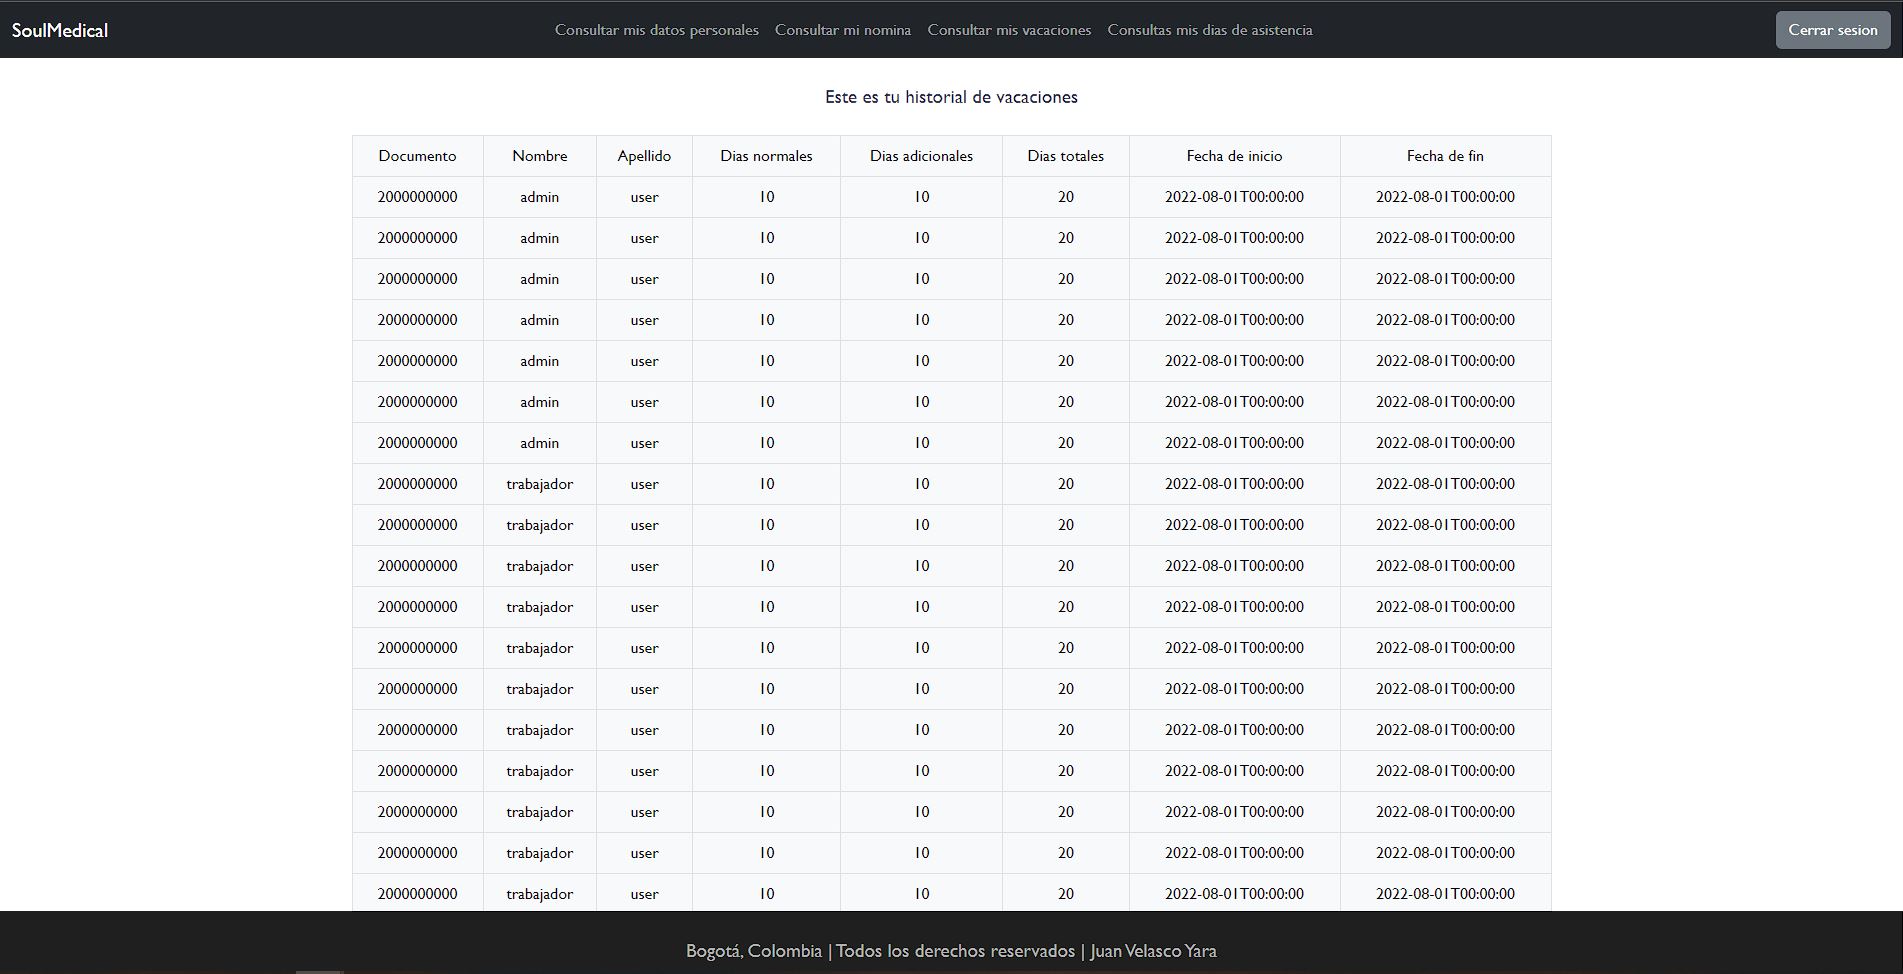 SoulMedical Consultar mis datos personales Consultar mi nomina Consultar mis vacaciones Consultas mis dias de asistencia Cerrar sesion
Este es tu historial de vacaciones
Documento Nombre Apellido Dias normales Dias adicionales Dias totales Fecha de inicio Fecha de fin
2000000000 admin user 10 10 20 2022-08-01T00:00:00 2022-08-01T00:00:00
2000000000 admin user 10 10 20 2022-08-01T00:00:00 2022-08-01T00:00:00
2000000000 admin user 10 10 20 2022-08-01T00:00:00 2022-08-01T00:00:00
2000000000 admin user 10 10 20 2022-08-01T00:00:00 2022-08-01T00:00:00
2000000000 admin user 10 10 20 2022-08-01T00:00:00 2022-08-01T00:00:00
2000000000 admin user 10 10 20 2022-08-01T00:00:00 2022-08-01T00:00:00
2000000000 admin user 10 10 20 2022-08-01T00:00:00 2022-08-01T00:00:00
2000000000 trabajador user 10 10 20 2022-08-01T00:00:00 2022-08-01T00:00:00
2000000000 trabajador user 10 10 20 2022-08-01T00:00:00 2022-08-01T00:00:00
2000000000 trabajador user 10 10 20 2022-08-01T00:00:00 2022-08-01T00:00:00
2000000000 trabajador user 10 10 20 2022-08-01T00:00:00 2022-08-01T00:00:00
2000000000 trabajador user 10 10 20 2022-08-01T00:00:00 2022-08-01T00:00:00
2000000000 trabajador user 10 10 20 2022-08-01T00:00:00 2022-08-01T00:00:00
2000000000 trabajador user 10 10 20 2022-08-01T00:00:00 2022-08-01T00:00:00
2000000000 trabajador user 10 10 20 2022-08-01T00:00:00 2022-08-01T00:00:00
2000000000 trabajador user 10 10 20 2022-08-01T00:00:00 2022-08-01T00:00:00
2000000000 trabajador user 10 10 20 2022-08-01T00:00:00 2022-08-01T00:00:00
2000000000 trabajador user 10 10 20 2022-08-01T00:00:00 2022-08-01T00:00:00
Bogotá, Colombia | Todos los derechos reservados | Juan Velasco Yara